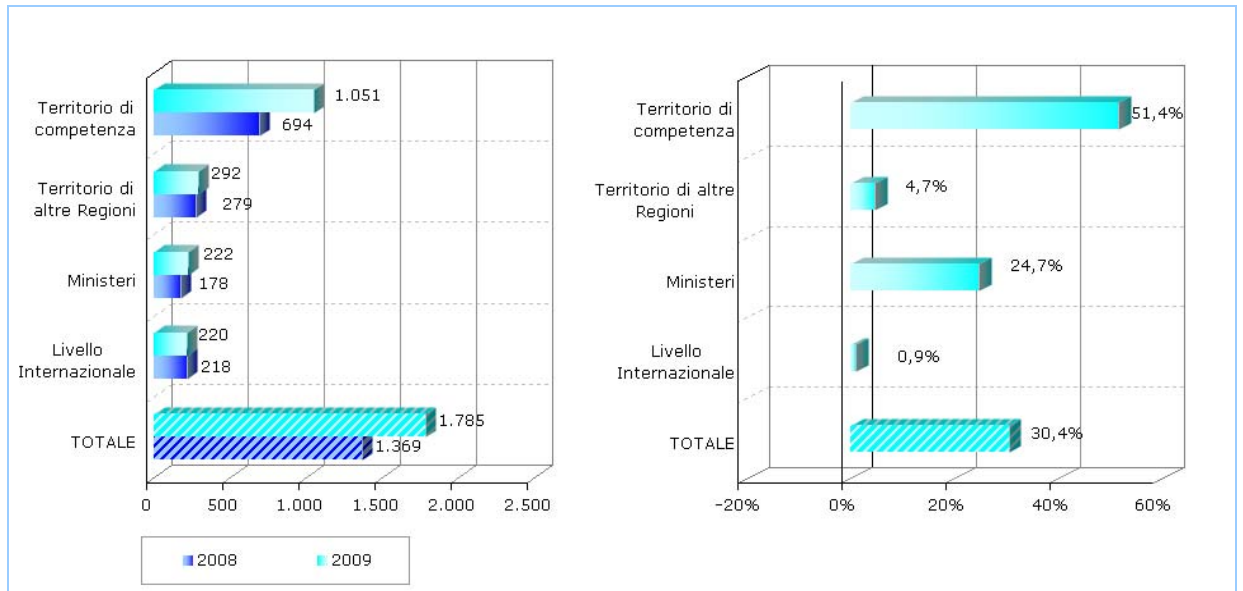 Territorio di
competenza
1.051
694
Territorio di
altre Regioni
292
279
Ministeri
222
178
Livello
Internazionale
220
218
TOTALE
1.785
1.369
0
500
1.000
1.500
2.000
2.500
2008
2009
Territorio di
competenza
51,4%
Territorio di altre
Regioni
4,7%
Ministeri
24,7%
Livello
Internazionale
0,9%
TOTALE
30,4%
-20%
0%
20%
40%
60%